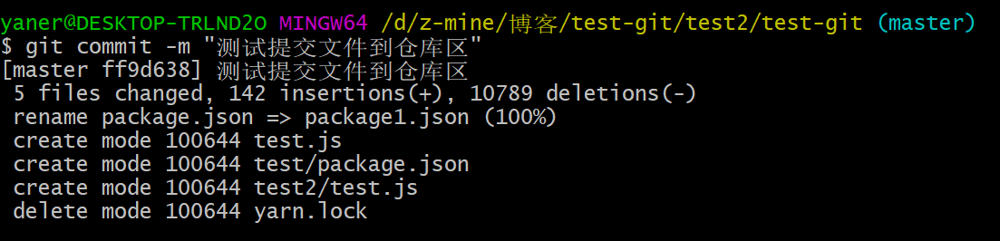 yaner@DESKTOP-TRLND2O MINGW64 /d/z-mine/博客/test-git/test2/test-git (master)
$ git commit -m "测试提交文件到仓库区"
[master ff9d638] 测试提交文件到仓库区
 5 files changed, 142 insertions(+), 10789 deletions(-)
 rename package.json => package1.json (100%)
 create mode 100644 test.js
 create mode 100644 test/package.json
 create mode 100644 test2/test.js
 delete mode 100644 yarn.lock